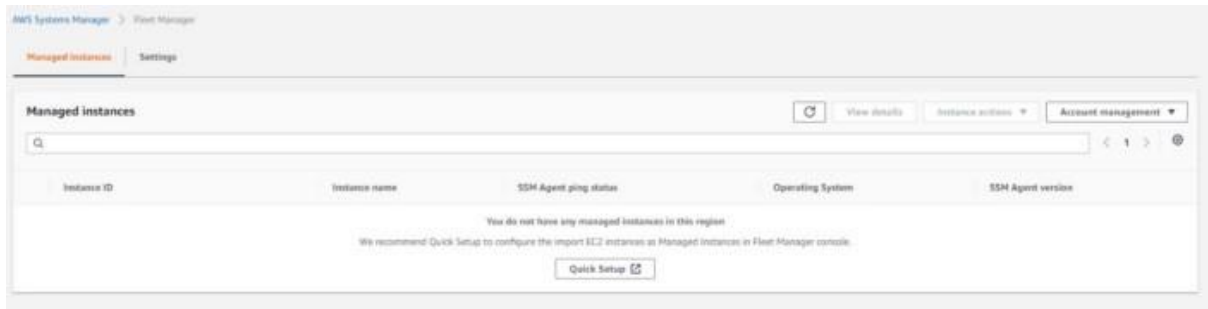 AWS Systems Manager > Fleet Manager
Managed instances Settings
Managed instances View details Instance actions Account management
< 1 >
Instance ID Instance name SSM Agent ping status Operating System SSM Agent version
You do not have any managed instances in this region
We recommend Quick Setup to configure the import EC2 instances as Managed Instances in Fleet Manager console.
Quick Setup